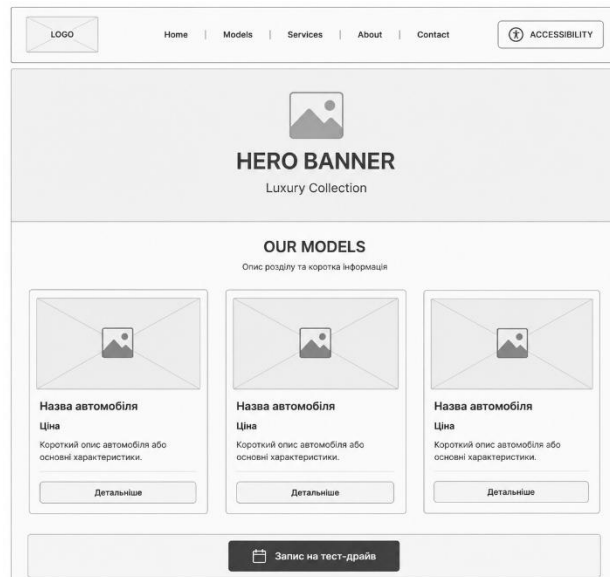 LOGO
Home | Models | Services | About | Contact
ACCESSIBILITY
HERO BANNER
Luxury Collection
OUR MODELS
Опис розділу та коротка інформація
Назва автомобіля
Ціна
Короткий опис автомобіля або
основні характеристики.
Детальніше
Назва автомобіля
Ціна
Короткий опис автомобіля або
основні характеристики.
Детальніше
Назва автомобіля
Ціна
Короткий опис автомобіля або
основні характеристики.
Детальніше
Запис на тест-драйв